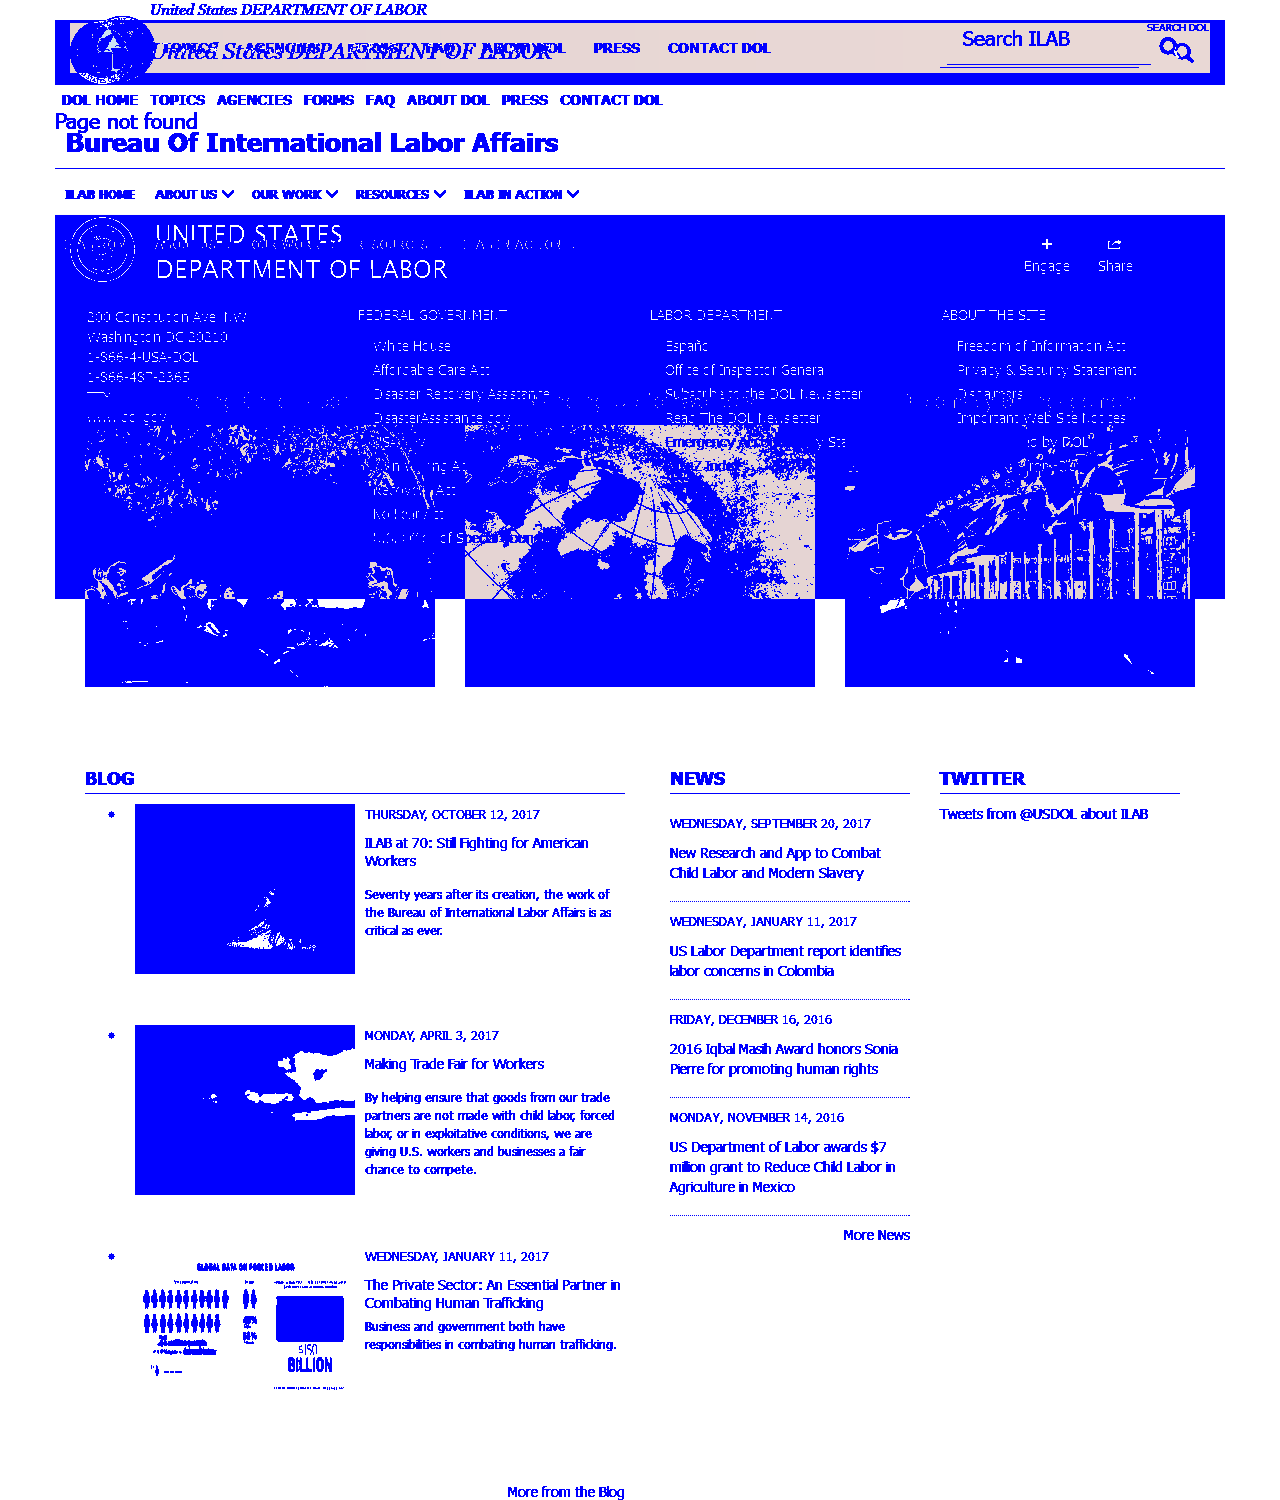 United States DEPARTMENT OF LABOR
United States DEPARTMENT OF LABOR
ABOUT DOL PRESS CONTACT DOL
Search ILAB
SEARCH DOL
DOL HOME TOPICS AGENCIES FORMS FAQ ABOUT DOL PRESS CONTACT DOL
Page not found
Bureau Of International Labor Affairs
ILAB HOME ABOUT US OUR WORK RESOURCES ILAB IN ACTION
UNITED STATES
DEPARTMENT OF LABOR
Engage Share
200 Constitution Ave. NW
Washington DC 20210
1-866-4-USA-DOL
1-866-487-2365
FEDERAL GOVERNMENT
White House
Affordable Care Act
Disaster Recovery Assistance
DisasterAssistance.gov
Recovery Act
No Fear Act
LABOR DEPARTMENT
Español
Office of Inspector General
Subscribe to the DOL Newsletter
Read The DOL Newsletter
Emergency
A to Z Index
ABOUT THE SITE
Freedom of Information Act
Privacy & Security Statement
Disclaimers
Important Web Site Notices
by DOL
BLOG
THURSDAY, OCTOBER 12, 2017
ILAB at 70: Still Fighting for American
Workers
Seventy years after its creation, the work of
the Bureau of International Labor Affairs is as
critical as ever.
MONDAY, APRIL 3, 2017
Making Trade Fair for Workers
By helping ensure that goods from our trade
partners are not made with child labor, forced
labor, or in exploitative conditions, we are
giving U.S. workers and businesses a fair
chance to compete.
GLOBAL DATA ON FORCED LABOR
$150
BILLION
WEDNESDAY, JANUARY 11, 2017
The Private Sector: An Essential Partner in
Combating Human Trafficking
Business and government both have
responsibilities in combating human trafficking.
More from the Blog
NEWS
WEDNESDAY, SEPTEMBER 20, 2017
New Research and App to Combat
Child Labor and Modern Slavery
WEDNESDAY, JANUARY 11, 2017
US Labor Department report identifies
labor concerns in Colombia
FRIDAY, DECEMBER 16, 2016
2016 Iqbal Masih Award honors Sonia
Pierre for promoting human rights
MONDAY, NOVEMBER 14, 2016
US Department of Labor awards $7
million grant to Reduce Child Labor in
Agriculture in Mexico
More News
TWITTER
Tweets from @USDOL about ILAB